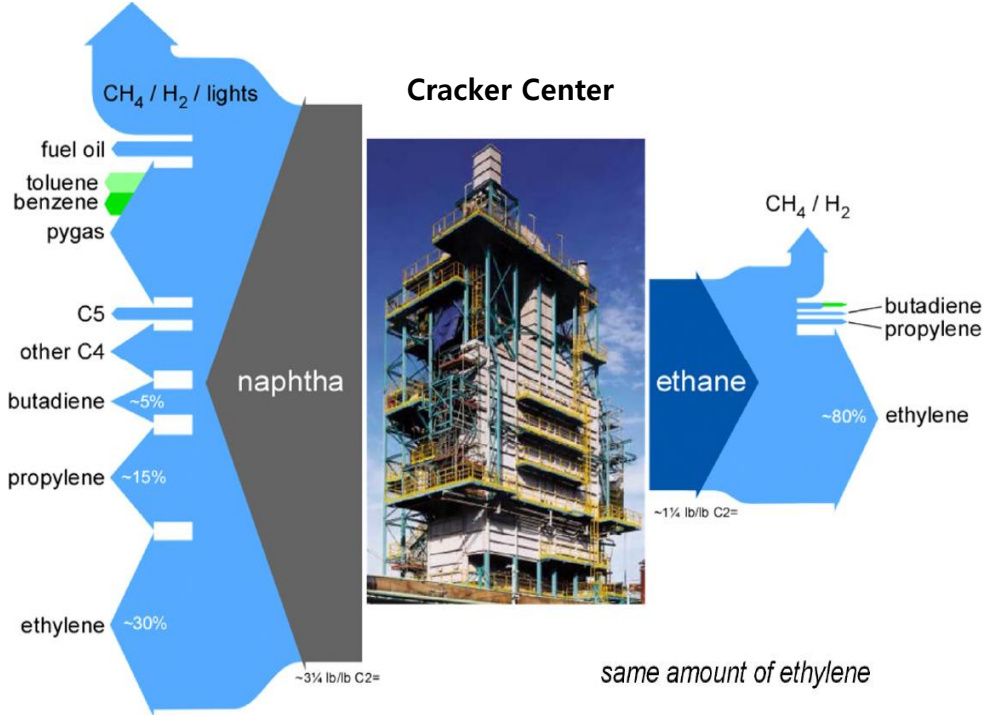 Cracker Center
CH4 / H2 / lights
fuel oil
toluene
benzene
pygas
C5
other C4
butadiene
~5%
propylene
~15%
ethylene
~30%
naphtha
~3¼ lb/lb C2=
ethane
~1¼ lb/lb C2=
CH4 / H2
butadiene
propylene
ethylene
~80%
same amount of ethylene